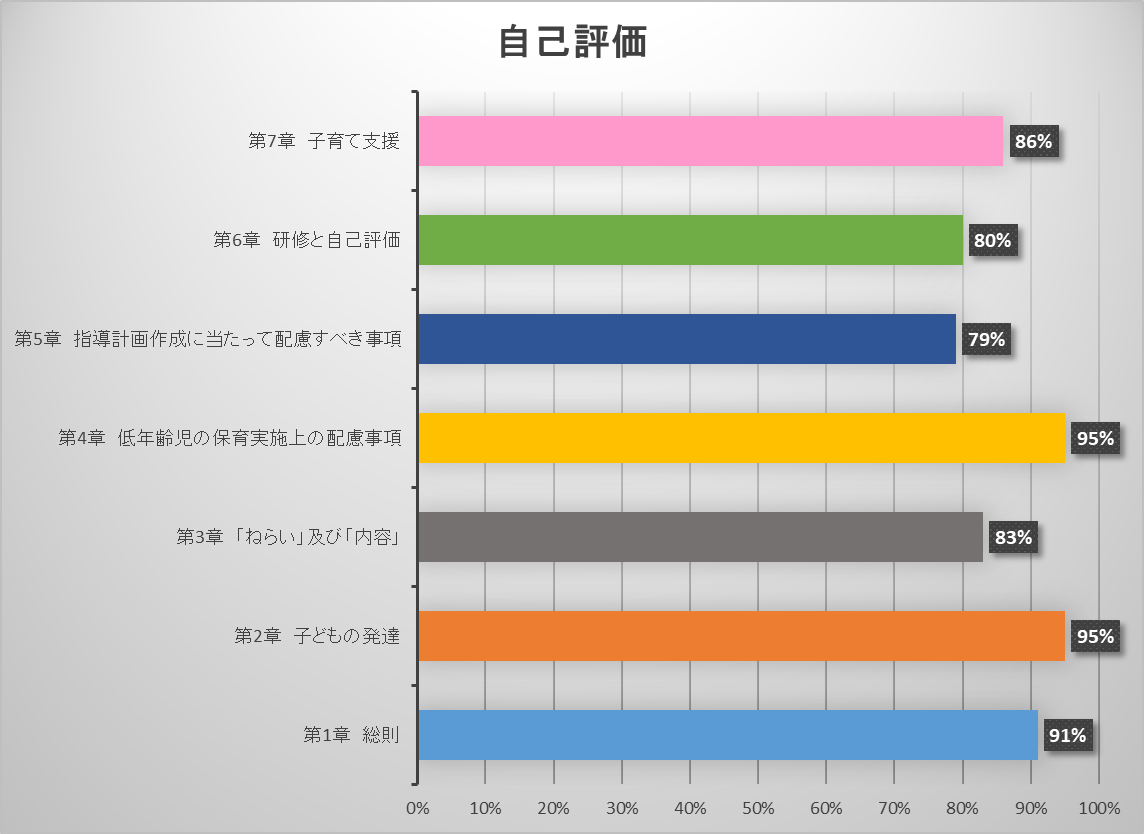 自己評価
第7章　子育て支援
86%
第6章　研修と自己評価
80%
第5章　指導計画作成に当たって配慮すべき事項
79%
第4章　低年齢児の保育実施上の配慮事項
95%
第3章　「ねらい」及び「内容」
83%
第2章　子どもの発達
95%
第1章　総則
91%
0% 10% 20% 30% 40% 50% 60% 70% 80% 90% 100%